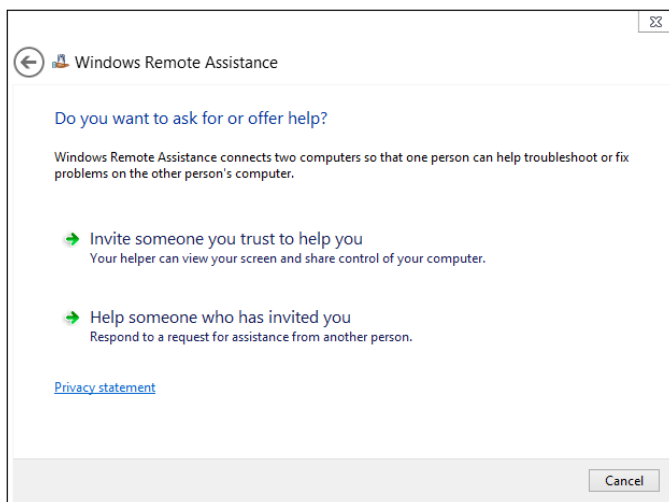 Windows Remote Assistance
Do you want to ask for or offer help?
Windows Remote Assistance connects two computers so that one person can help troubleshoot or fix
problems on the other person's computer.
Invite someone you trust to help you
Your helper can view your screen and share control of your computer.
Help someone who has invited you
Respond to a request for assistance from another person.
Privacy statement
Cancel